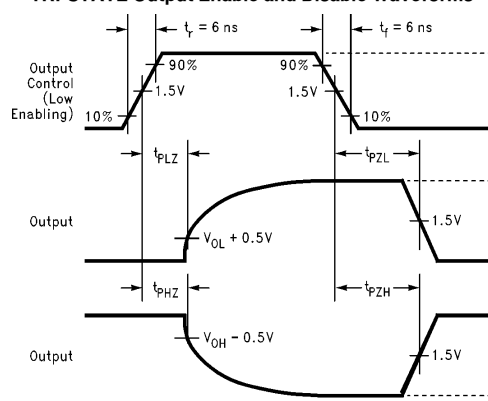 TRI-STATE Output Enable and Disable Waveforms
t_r = 6 ns
t_f = 6 ns
90%
90%
Output
Control
(Low
Enabling)
1.5V
1.5V
10%
10%
t_PLZ
t_PZL
Output
V_OL + 0.5V
1.5V
t_PHZ
t_PZH
V_OH − 0.5V
Output
1.5V